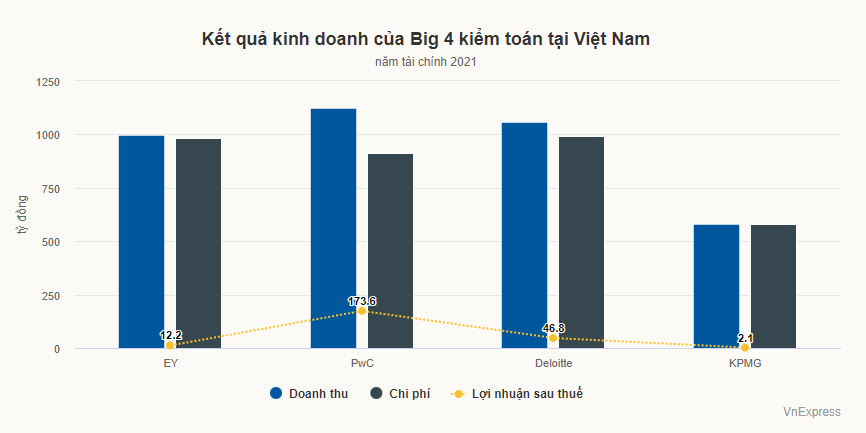 Kết quả kinh doanh của Big 4 kiểm toán tại Việt Nam
năm tài chính 2021
tỷ đồng
1250
1000
750
500
250
0
12.2
173.6
46.8
2.1
EY PwC Deloitte KPMG
Doanh thu Chi phí Lợi nhuận sau thuế
VnExpress